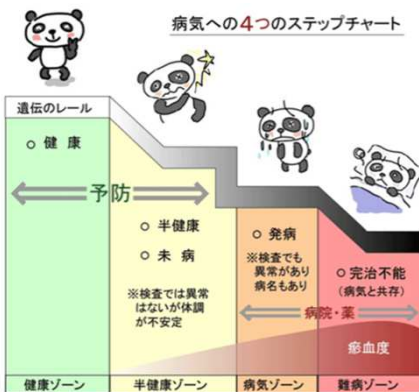 病気への4つのステップチャート
遺伝のレール
○ 健 康
予防
○ 半健康
○ 未 病
※検査では異常
はないが体調
が不安定
○ 発病
※検査でも
異常があり
病名もあり
○ 完治不能
(病気と共存)
病院・薬
瘀血度
健康ゾーン
半健康ゾーン
病気ゾーン
難病ゾーン